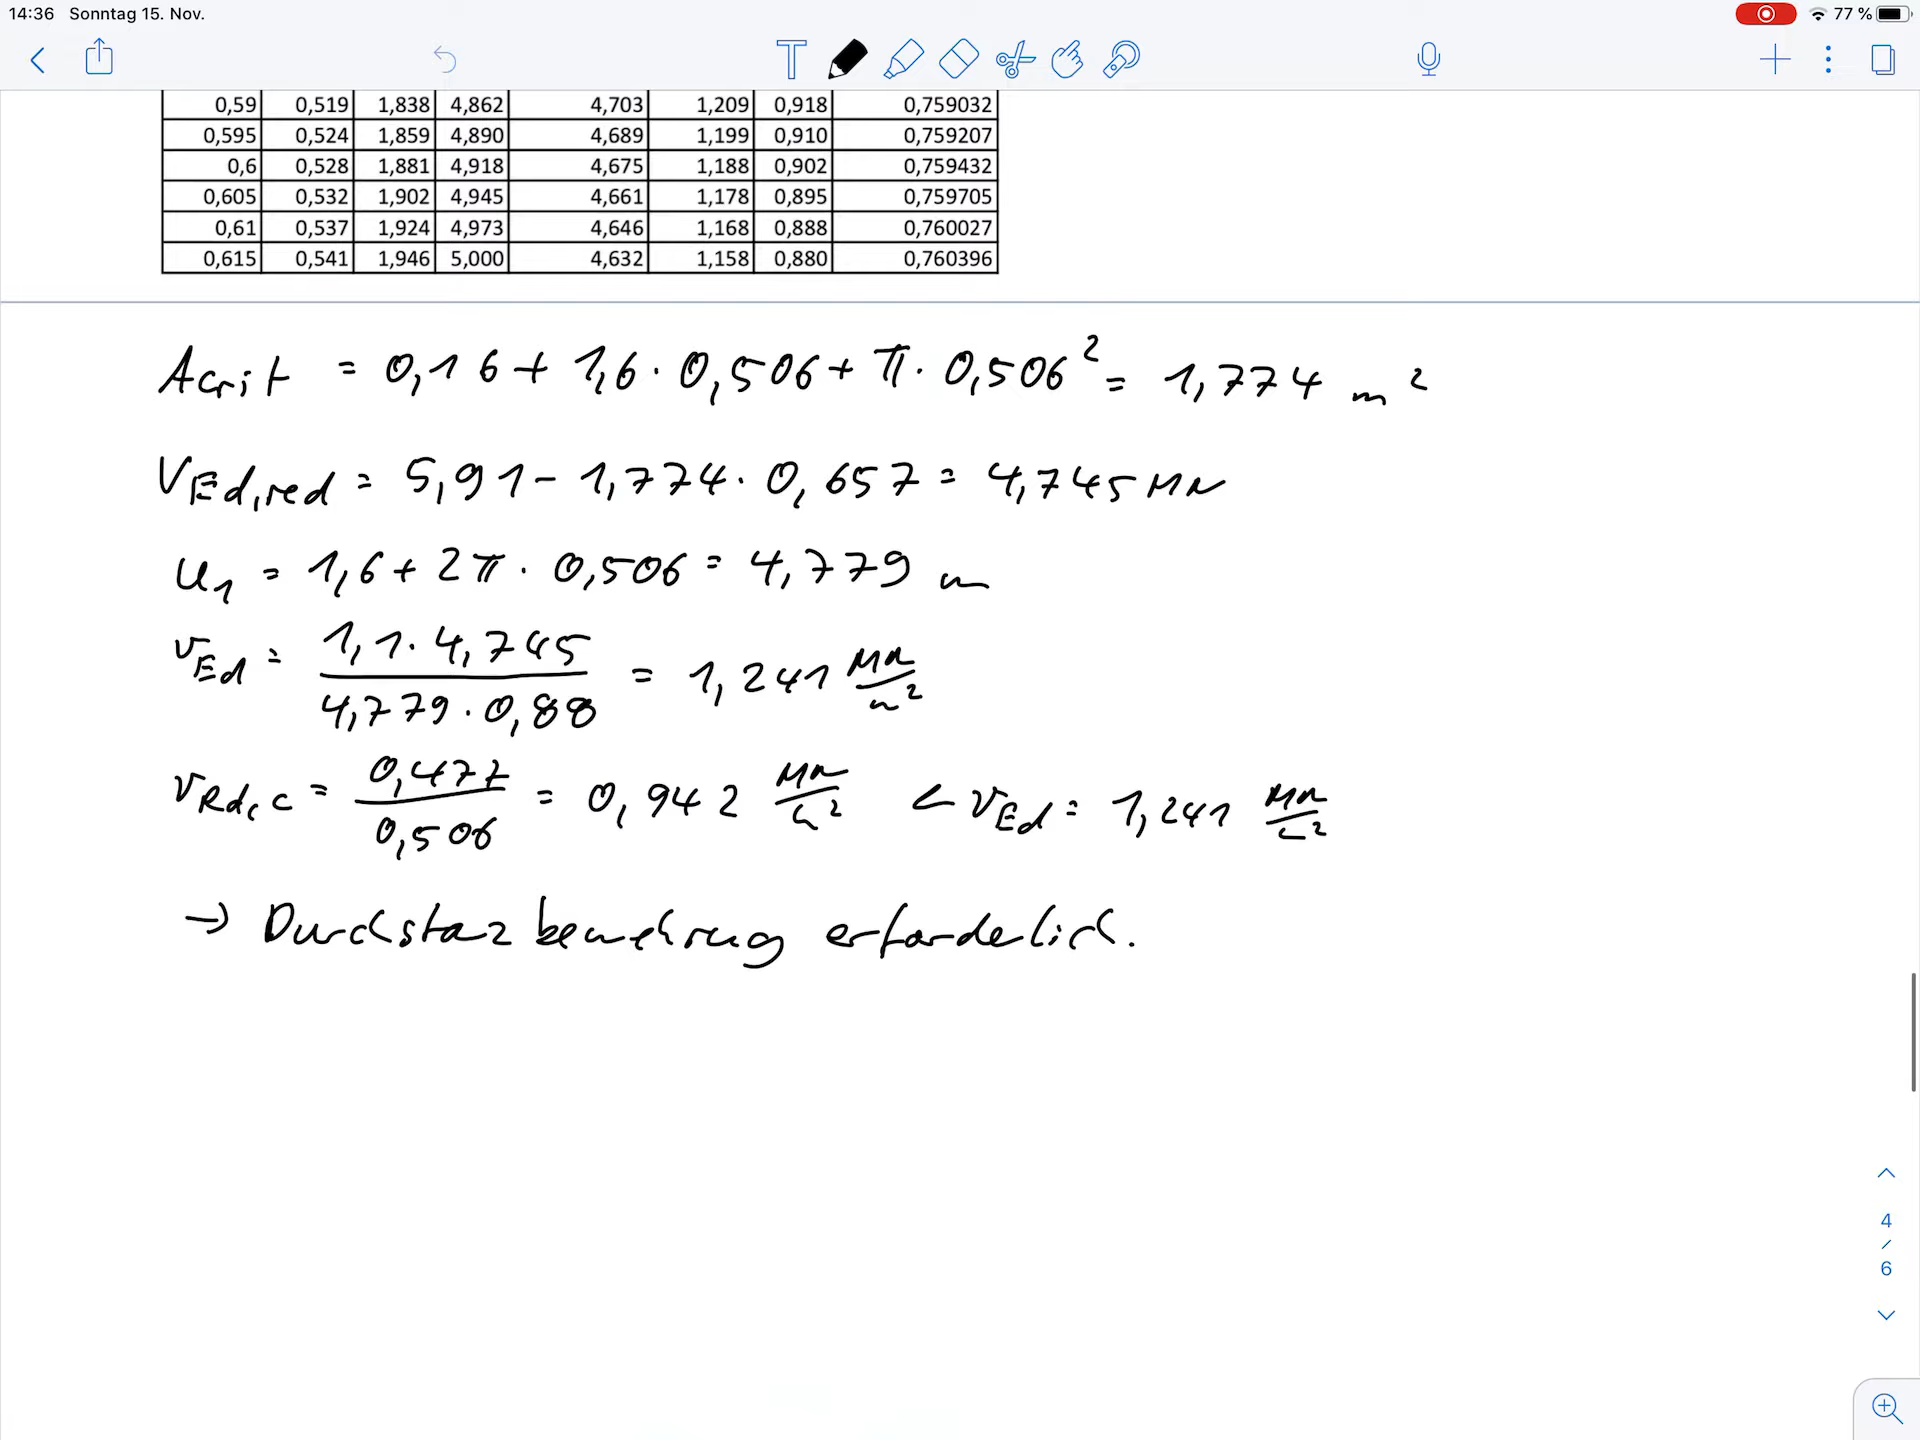 14:36 Sonntag 15. Nov. 77 %
T
0,59 0,519 1,838 4,862 4,703 1,209 0,918 0,759032
0,595 0,524 1,859 4,890 4,689 1,199 0,910 0,759207
0,6 0,528 1,881 4,918 4,675 1,188 0,902 0,759432
0,605 0,532 1,902 4,945 4,661 1,178 0,895 0,759705
0,61 0,537 1,924 4,973 4,646 1,168 0,888 0,760027
0,615 0,541 1,946 5,000 4,632 1,158 0,880 0,760396
Acrit = 0,16 + 1,6 · 0,506 + π · 0,506² = 1,774 m²
VEd,red = 5,91 - 1,774 · 0,657 = 4,745 MN
u1 = 1,6 + 2π · 0,506 = 4,779 m
vEd = 1,1 · 4,745 / 4,779 · 0,88 = 1,241 MN/m²
vRd,c = 0,477 / 0,506 = 0,942 MN/m² < vEd = 1,241 MN/m²
→ Durchstanzbewehrung erforderlich.
4
/
6